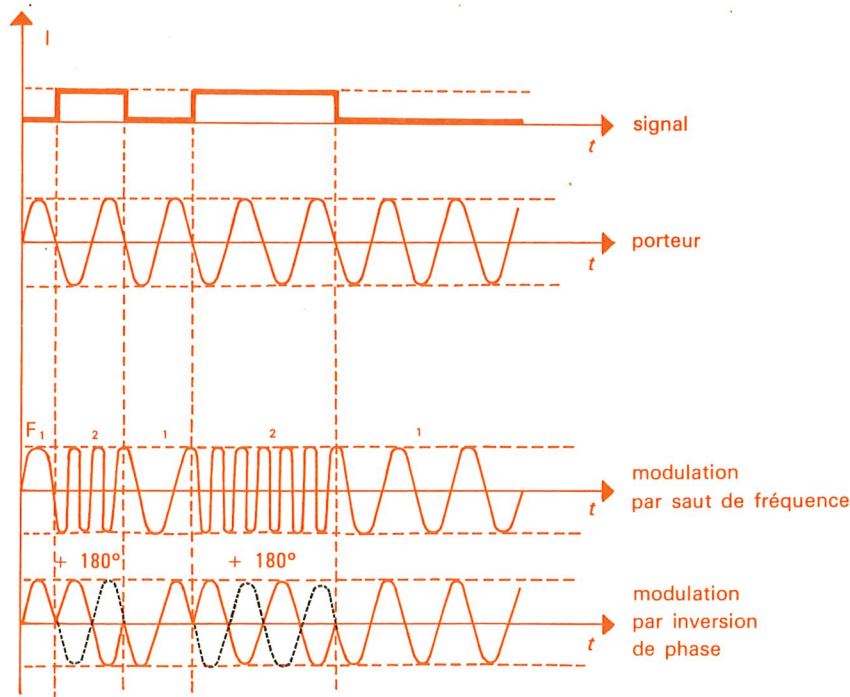 I
signal
t
porteur
t
F1 2 1 2 1
modulation
par saut de fréquence
t
+ 180° + 180°
modulation
par inversion
de phase
t